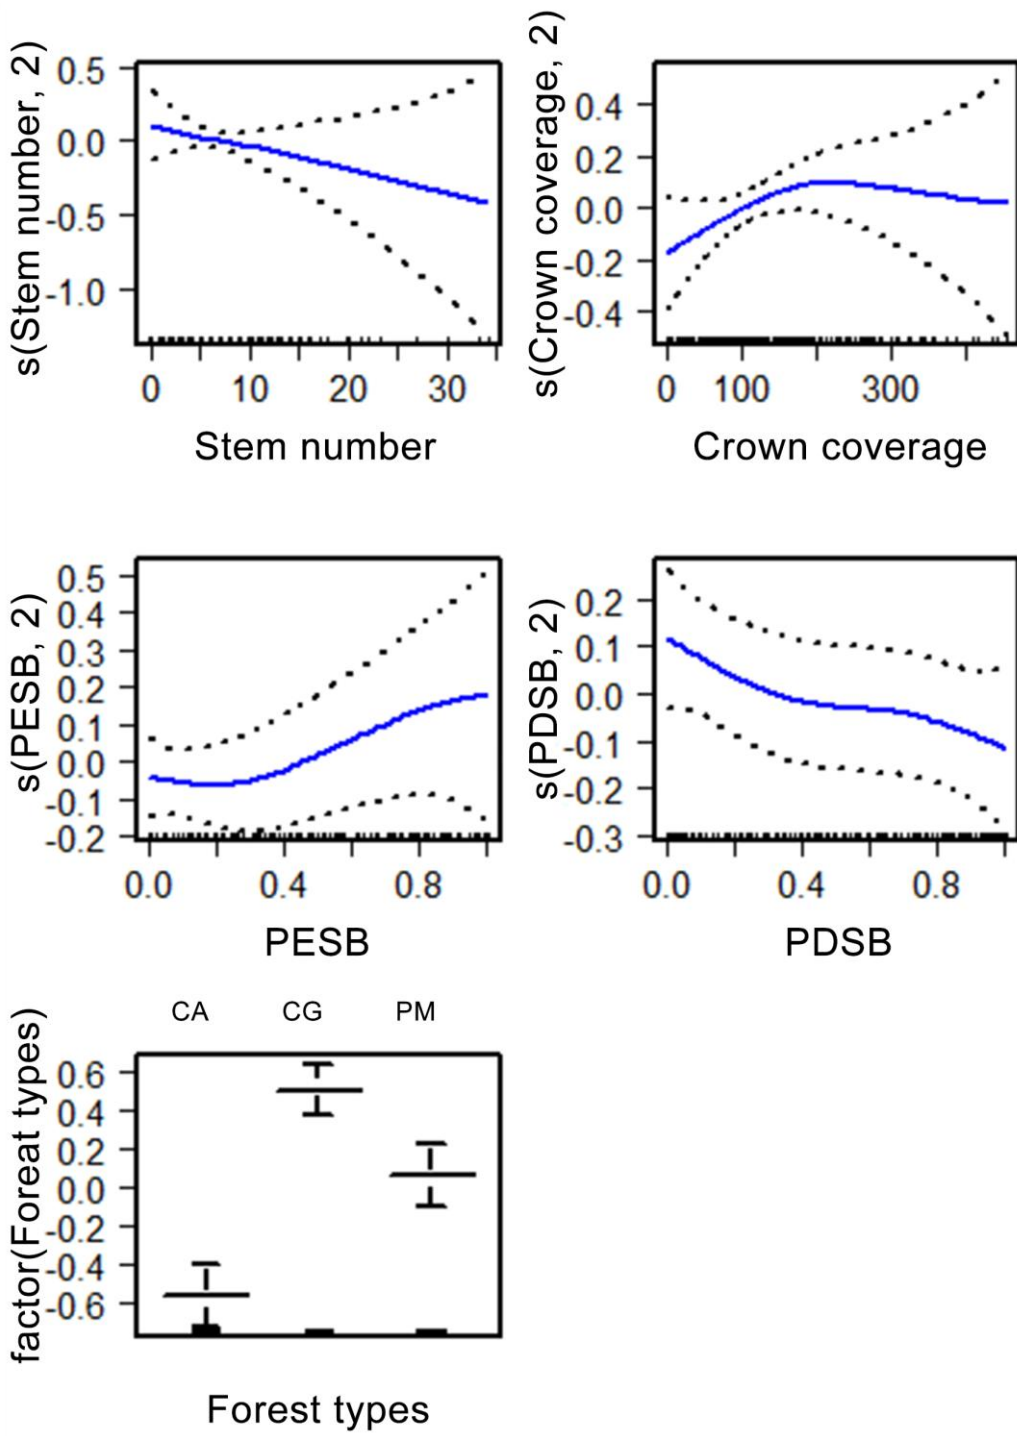 s(Stem number, 2)
0.5
0.0
-0.5
-1.0
0 10 20 30
Stem number
s(Crown coverage, 2)
0.4
0.2
0.0
-0.2
-0.4
0 100 300
Crown coverage
s(PESB, 2)
0.5
0.4
0.3
0.2
0.1
0.0
-0.1
-0.2
0.0 0.4 0.8
PESB
s(PDSB, 2)
0.2
0.1
0.0
-0.1
-0.2
-0.3
0.0 0.4 0.8
PDSB
CA CG PM
factor(Foreat types)
0.6
0.4
0.2
0.0
-0.2
-0.4
-0.6
Forest types